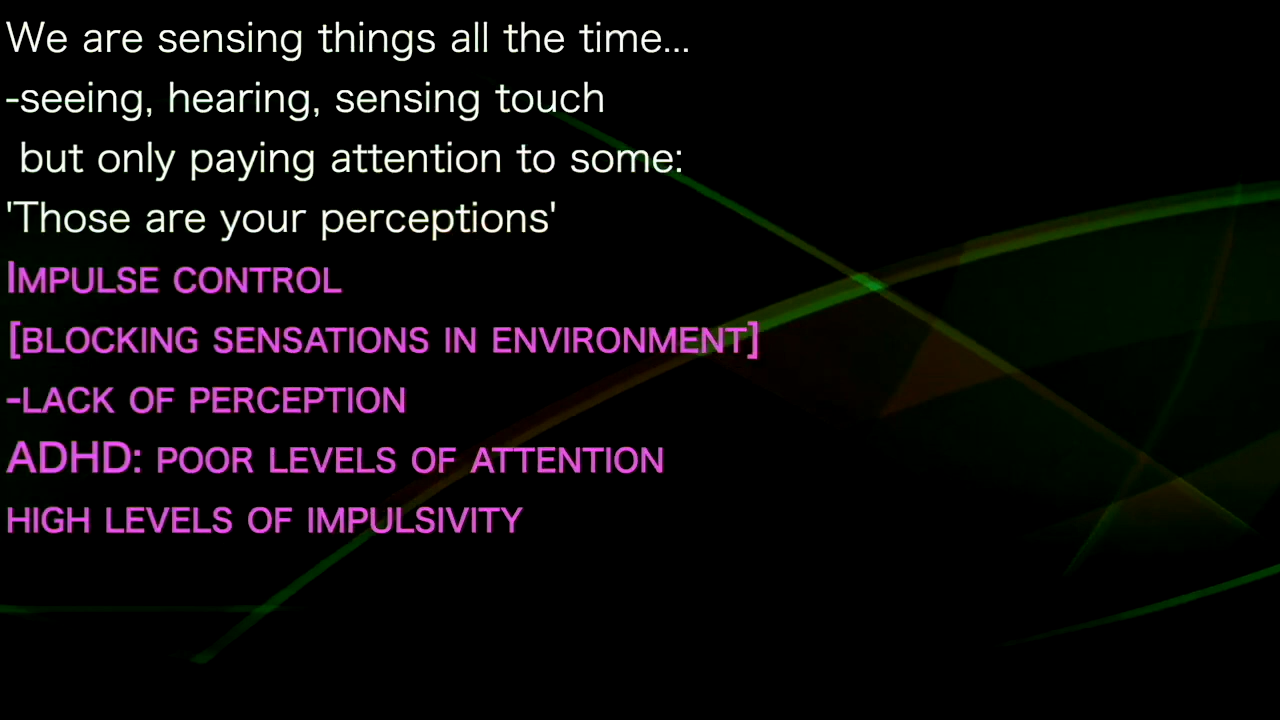 We are sensing things all the time...
-seeing, hearing, sensing touch
but only paying attention to some:
'Those are your perceptions'
IMPULSE CONTROL
[BLOCKING SENSATIONS IN ENVIRONMENT]
-LACK OF PERCEPTION
ADHD: POOR LEVELS OF ATTENTION
HIGH LEVELS OF IMPULSIVITY